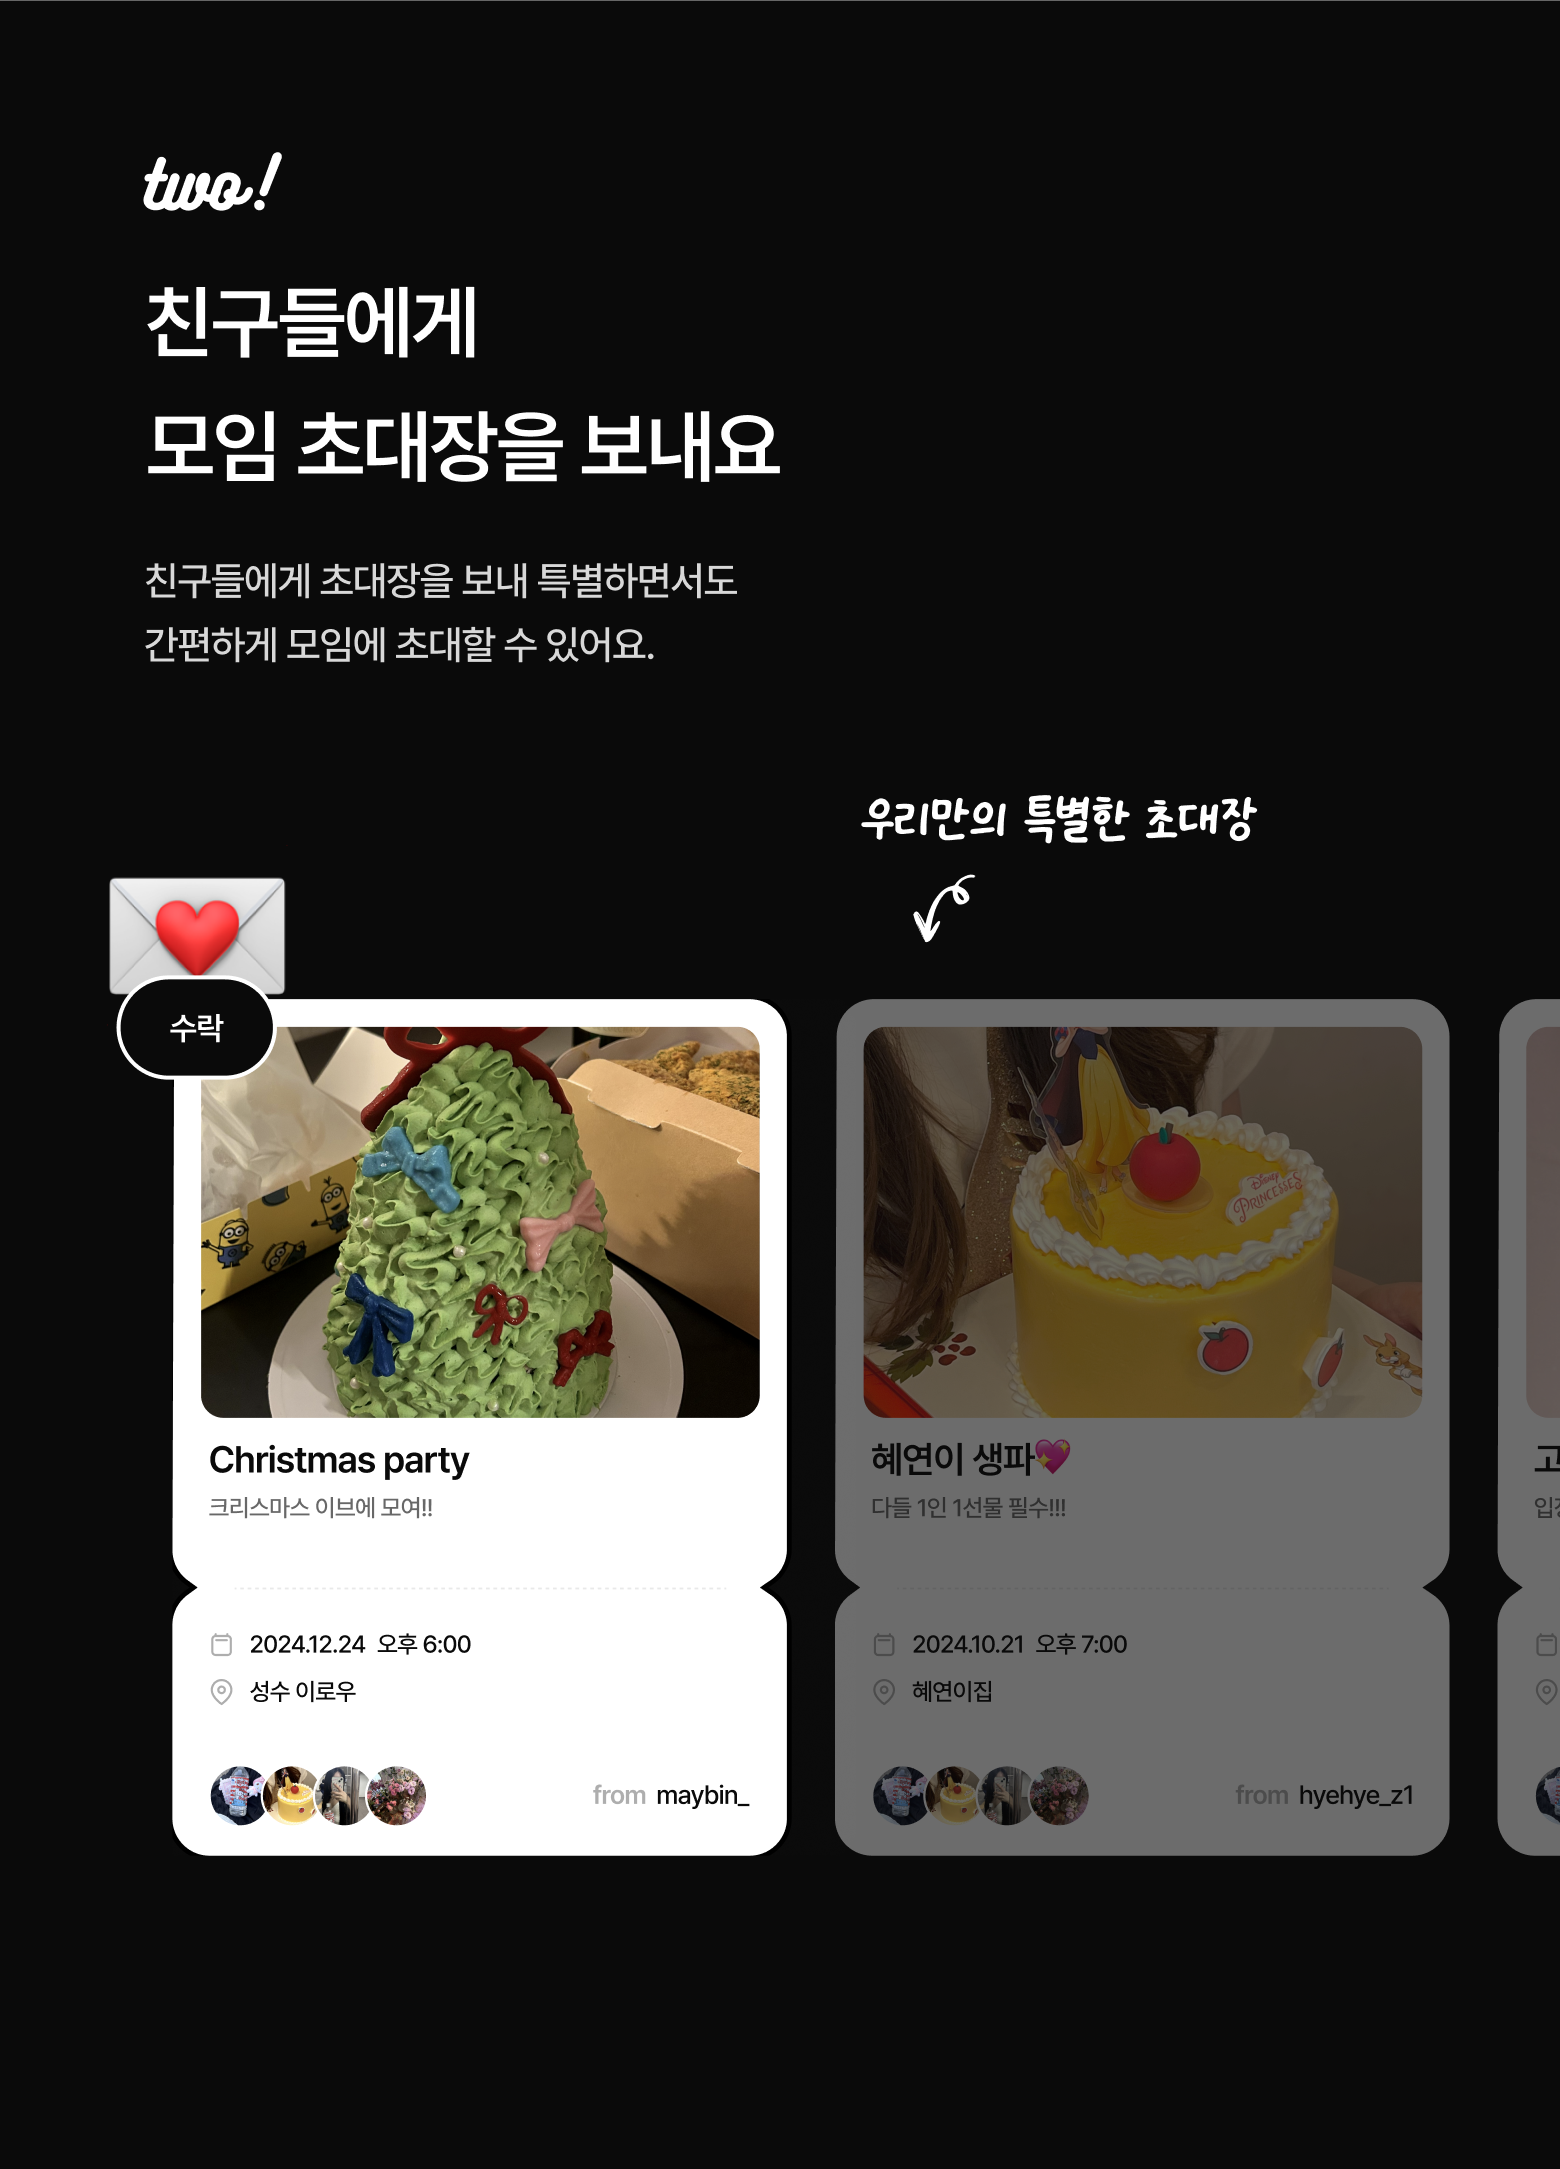 two!
친구들에게
모임 초대장을 보내요
친구들에게 초대장을 보내 특별하면서도
간편하게 모임에 초대할 수 있어요.
우리만의 특별한 초대장
수락
Disney
PRINCESSES
Christmas party
크리스마스 이브에 모여!!
2024.12.24 오후 6:00
성수 이로우
from maybin_
혜연이 생파💖
다들 1인 1선물 필수!!!
2024.10.21 오후 7:00
혜연이집
from hyehye_z1